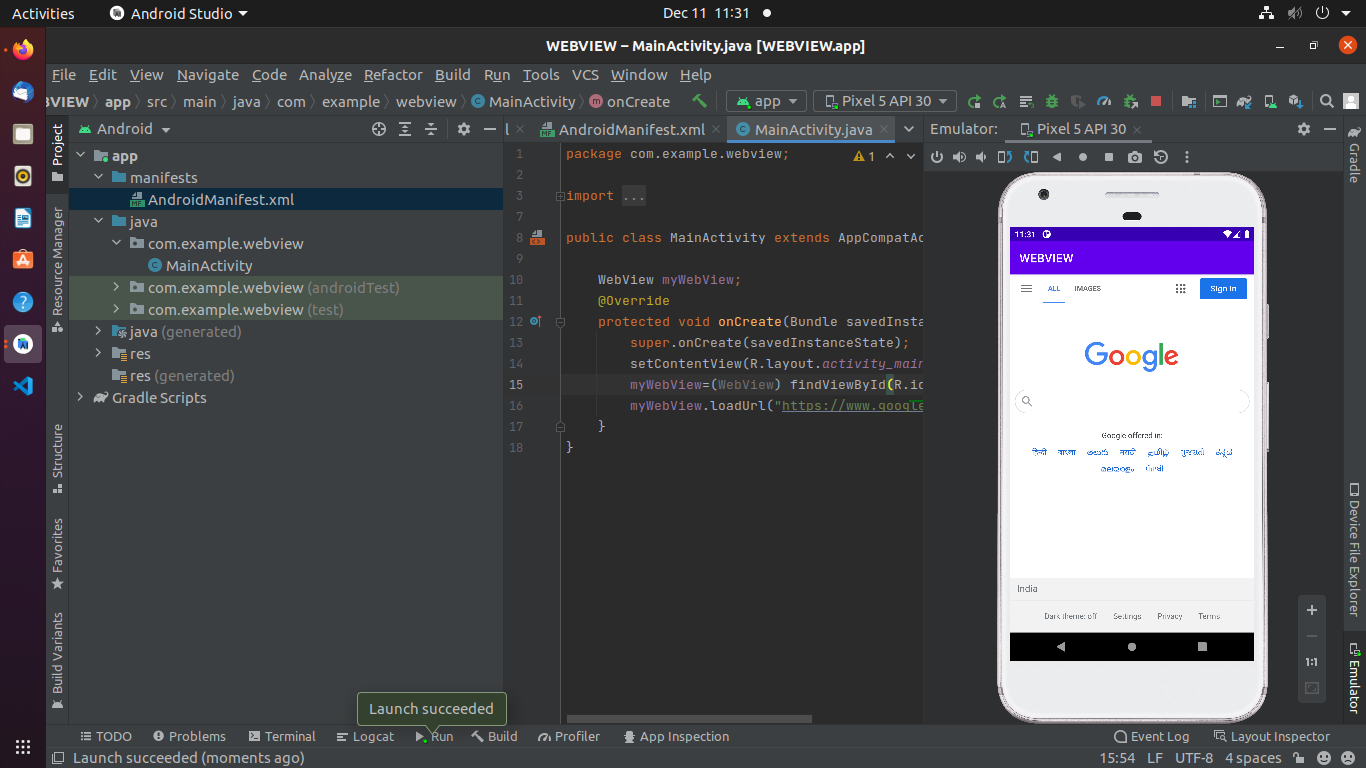 Activities
Android Studio
Dec 11 11:31
WEBVIEW – MainActivity.java [WEBVIEW.app]
File Edit View Navigate Code Analyze Refactor Build Run Tools VCS Window Help
BVIEW app src main java com example webview MainActivity onCreate
app
Pixel 5 API 30
Project
Resource Manager
Structure
Favorites
Build Variants
Android
app
manifests
AndroidManifest.xml
java
com.example.webview
MainActivity
com.example.webview (androidTest)
com.example.webview (test)
java (generated)
res
res (generated)
Gradle Scripts
AndroidManifest.xml
MainActivity.java
1 package com.example.webview;
1
2
3 import ...
7
8 public class MainActivity extends AppCompatAc
9
10 WebView myWebView;
11 @Override
12 protected void onCreate(Bundle savedInsta
13 super.onCreate(savedInstanceState);
14 setContentView(R.layout.activity_main
15 myWebView=(WebView) findViewById(R.id
16 myWebView.loadUrl("https://www.google
17 }
18 }
Emulator: Pixel 5 API 30
11:31
WEBVIEW
ALL IMAGES Sign in
Google
Google offered in:
हिन्दी বাংলা తెలుగు मराठी தமிழ் ગુજરાતી ಕನ್ನಡ
മലയാളം ਪੰਜਾਬੀ
India
Dark theme: off Settings Privacy Terms
1:1
Gradle
Device File Explorer
Emulator
Launch succeeded
TODO Problems Terminal Logcat Run Build Profiler App Inspection Event Log Layout Inspector
Launch succeeded (moments ago)
15:54 LF UTF-8 4 spaces